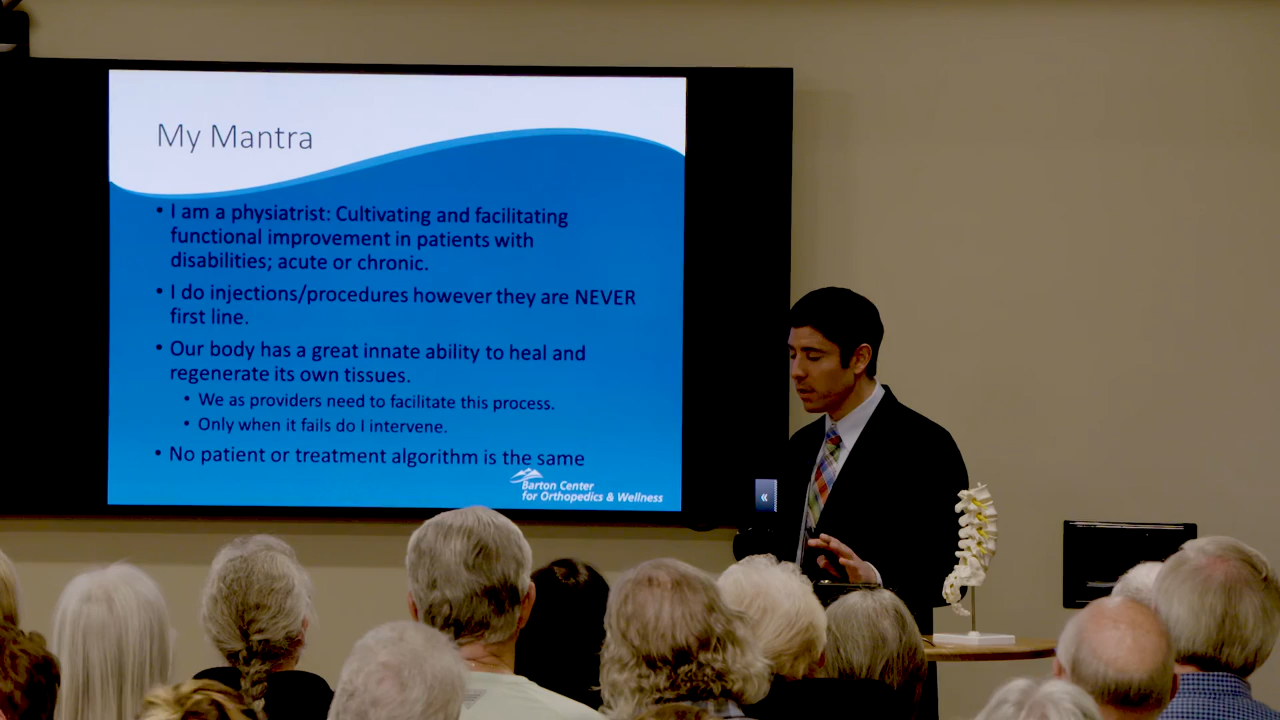 My Mantra
• I am a physiatrist: Cultivating and facilitating
functional improvement in patients with
disabilities; acute or chronic.
• I do injections/procedures however they are NEVER
first line.
• Our body has a great innate ability to heal and
regenerate its own tissues.
• We as providers need to facilitate this process.
• Only when it fails do I intervene.
• No patient or treatment algorithm is the same
Barton Center
for Orthopedics & Wellness
«